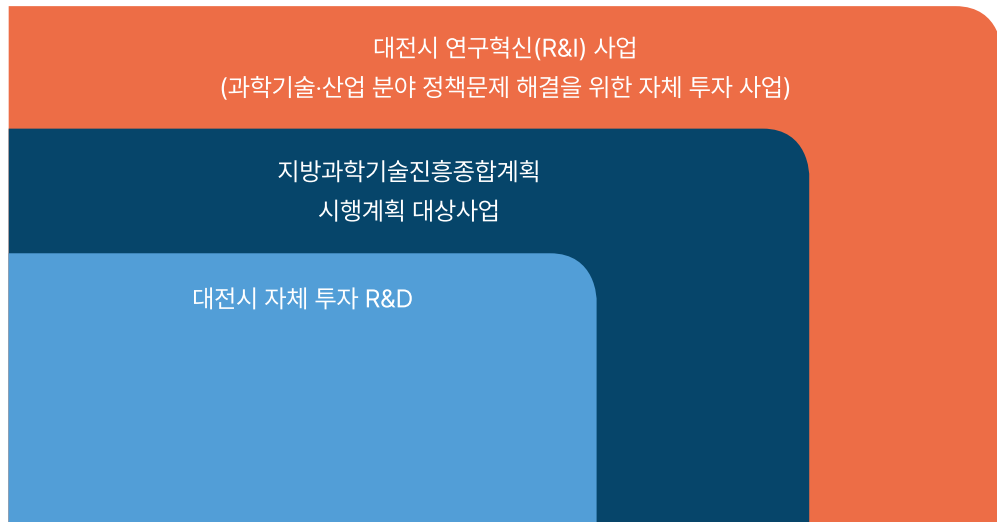 대전시 연구혁신(R&I) 사업
(과학기술·산업 분야 정책문제 해결을 위한 자체 투자 사업)
지방과학기술진흥종합계획
시행계획 대상사업
대전시 자체 투자 R&D